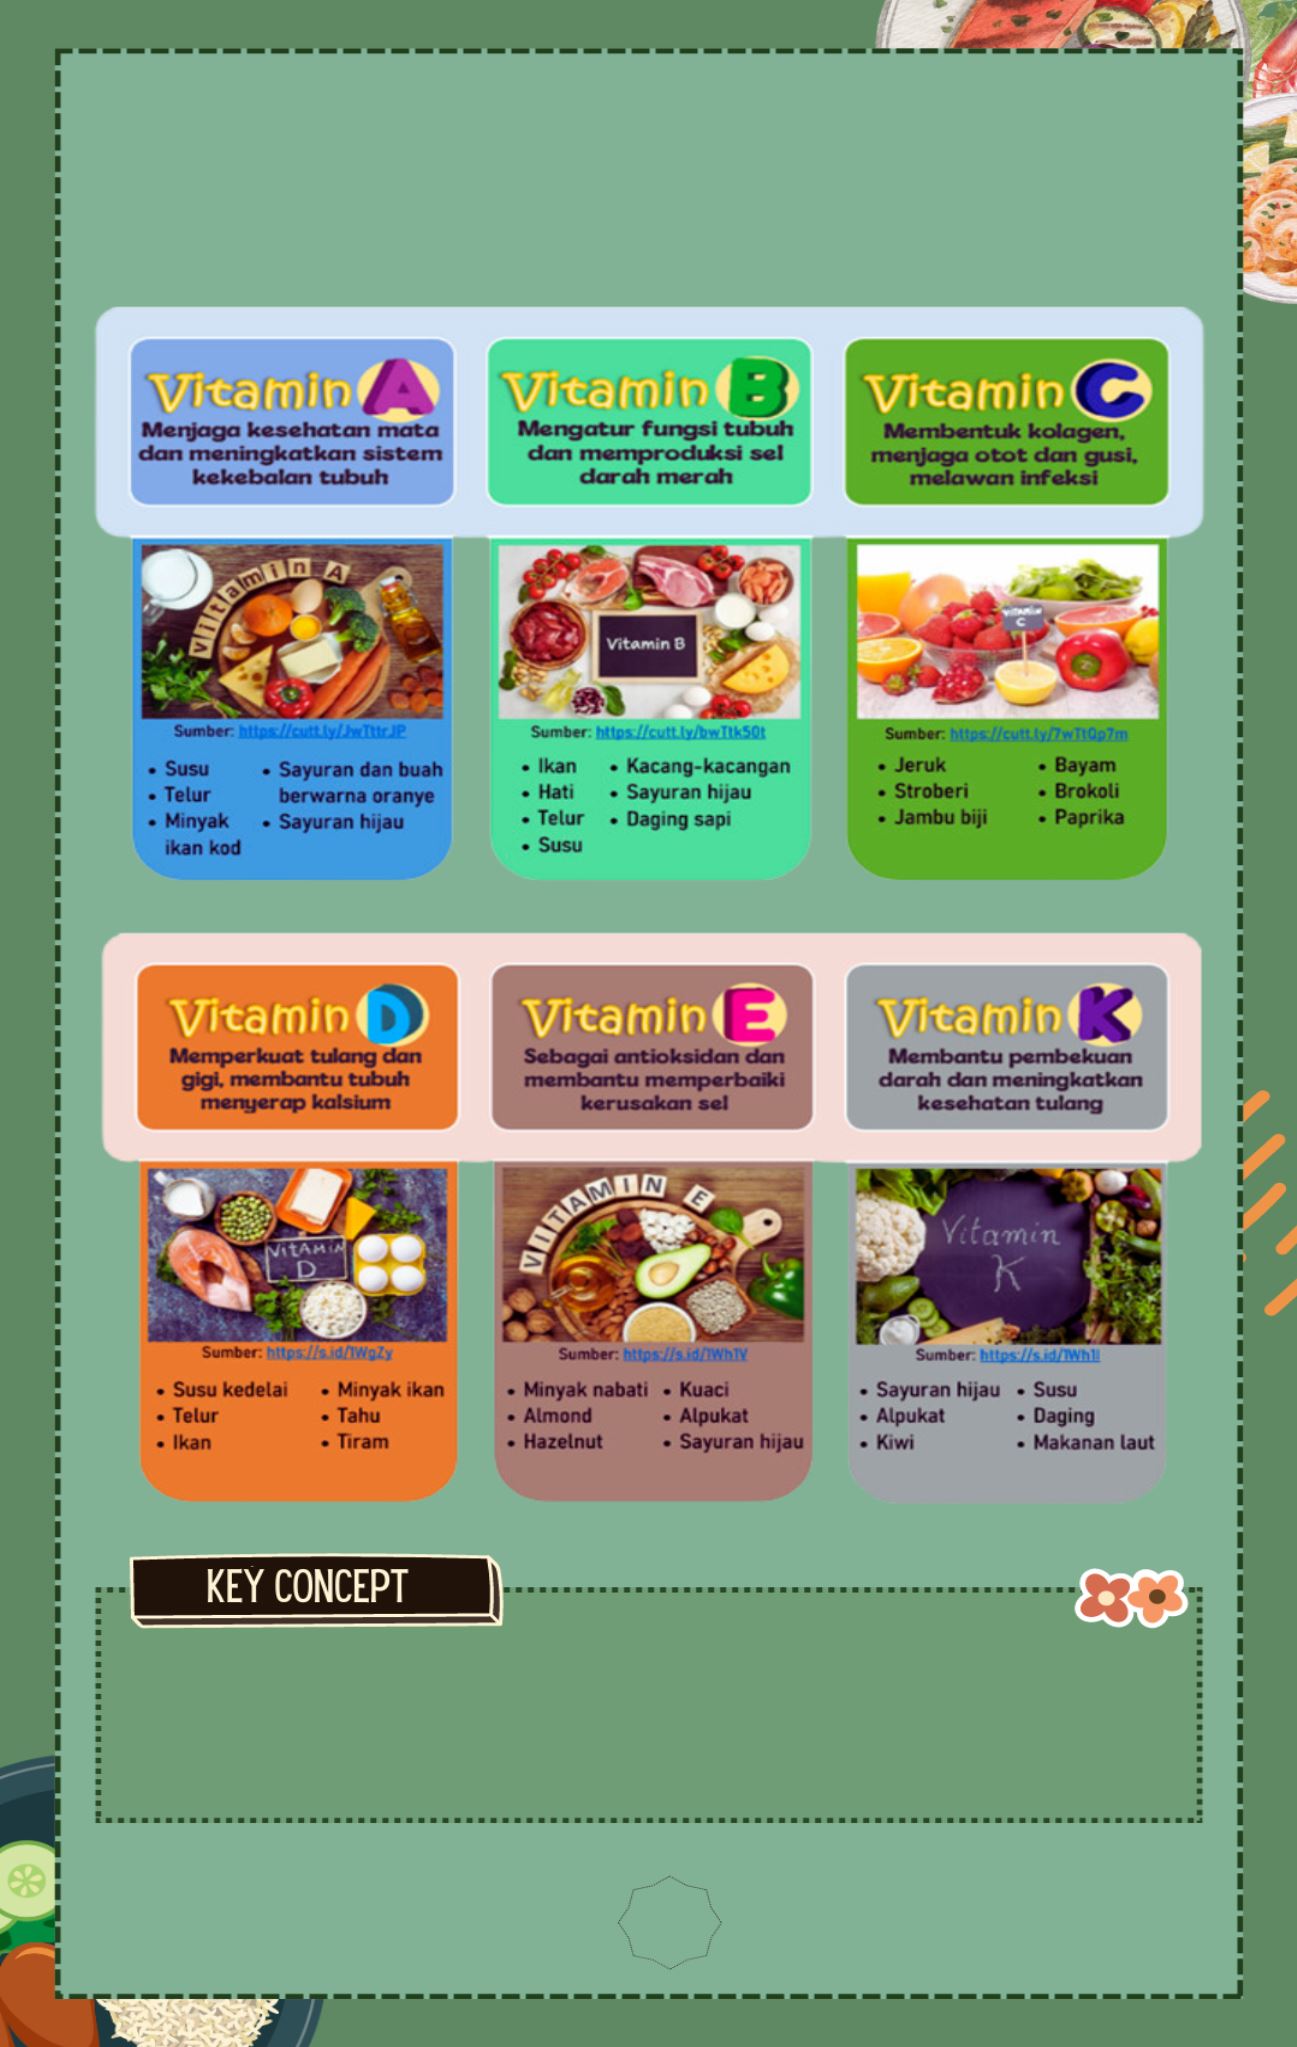 Vitamin A
Menjaga kesehatan mata
dan meningkatkan sistem
kekebalan tubuh
Vitamin B
Mengatur fungsi tubuh
dan memproduksi sel
darah merah
Vitamin C
Membentuk kolagen,
menjaga otot dan gusi,
melawan infeksi
Vitamin A
Sumber: https://cutt.ly/JwTttrJP
• Susu
• Telur
• Minyak
ikan kod
• Sayuran dan buah
berwarna oranye
• Sayuran hijau
Vitamin B
Sumber: https://cutt.ly/bwTtk50t
• Ikan
• Hati
• Telur
• Susu
• Kacang-kacangan
• Sayuran hijau
• Daging sapi
VITAMIN
C
Sumber: https://cutt.ly/7wTtQp7m
• Jeruk
• Stroberi
• Jambu biji
• Bayam
• Brokoli
• Paprika
Vitamin D
Memperkuat tulang dan
gigi, membantu tubuh
menyerap kalsium
Vitamin E
Sebagai antioksidan dan
membantu memperbaiki
kerusakan sel
Vitamin K
Membantu pembekuan
darah dan meningkatkan
kesehatan tulang
VITAMIN
D
Sumber: https://s.id/1WgZy
• Susu kedelai
• Telur
• Ikan
• Minyak ikan
• Tahu
• Tiram
VITAMIN E
Sumber: https://s.id/1Wh1V
• Minyak nabati
• Almond
• Hazelnut
• Kuaci
• Alpukat
• Sayuran hijau
Vitamin
K
Sumber: https://s.id/1Wh1l
• Sayuran hijau
• Alpukat
• Kiwi
• Susu
• Daging
• Makanan laut
KEY CONCEPT